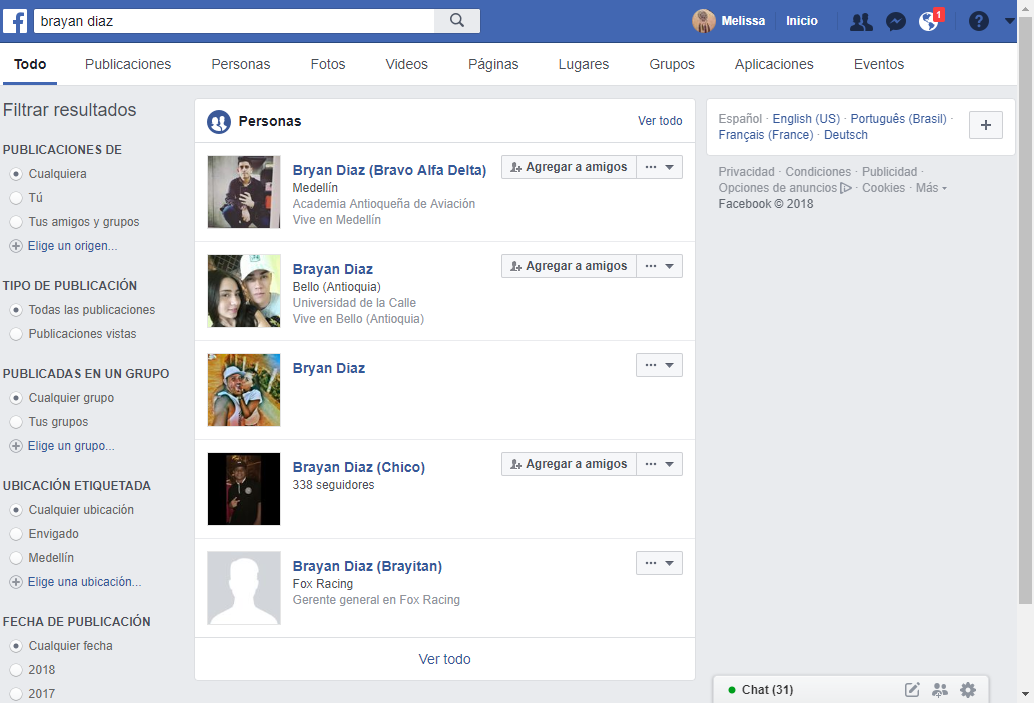 brayan diaz
Melissa
Inicio
1
Todo
Publicaciones
Personas
Fotos
Videos
Páginas
Lugares
Grupos
Aplicaciones
Eventos
Filtrar resultados
PUBLICACIONES DE
Cualquiera
Tú
Tus amigos y grupos
Elige un origen...
TIPO DE PUBLICACIÓN
Todas las publicaciones
Publicaciones vistas
PUBLICADAS EN UN GRUPO
Cualquier grupo
Tus grupos
Elige un grupo...
UBICACIÓN ETIQUETADA
Cualquier ubicación
Envigado
Medellín
Elige una ubicación...
FECHA DE PUBLICACIÓN
Cualquier fecha
2018
2017
Personas
Ver todo
Bryan Diaz (Bravo Alfa Delta)
Agregar a amigos
Medellín
Academia Antioqueña de Aviación
Vive en Medellín
Brayan Diaz
Agregar a amigos
Bello (Antioquia)
Universidad de la Calle
Vive en Bello (Antioquia)
Bryan Diaz
Brayan Diaz (Chico)
Agregar a amigos
338 seguidores
Brayan Diaz (Brayitan)
Fox Racing
Gerente general en Fox Racing
Ver todo
Español · English (US) · Português (Brasil) ·
Français (France) · Deutsch
Privacidad · Condiciones · Publicidad ·
Opciones de anuncios · Cookies · Más
Facebook © 2018
Chat (31)